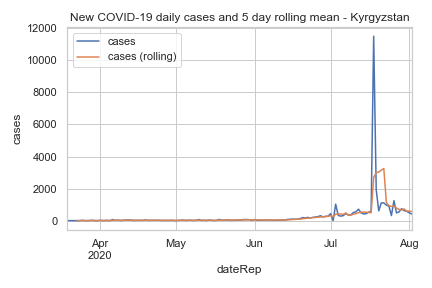 New COVID-19 daily cases and 5 day rolling mean - Kyrgyzstan
12000
10000
8000
6000
4000
2000
0
cases
cases (rolling)
cases
Apr
2020
May
Jun
Jul
Aug
dateRep